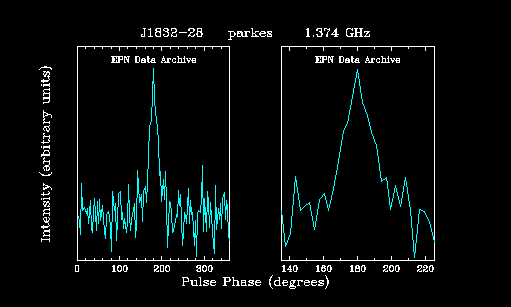 J1832-28 parkes 1.374 GHz
EPN Data Archive EPN Data Archive
Intensity (arbitrary units)
0 100 200 300 140 160 180 200 220
Pulse Phase (degrees)